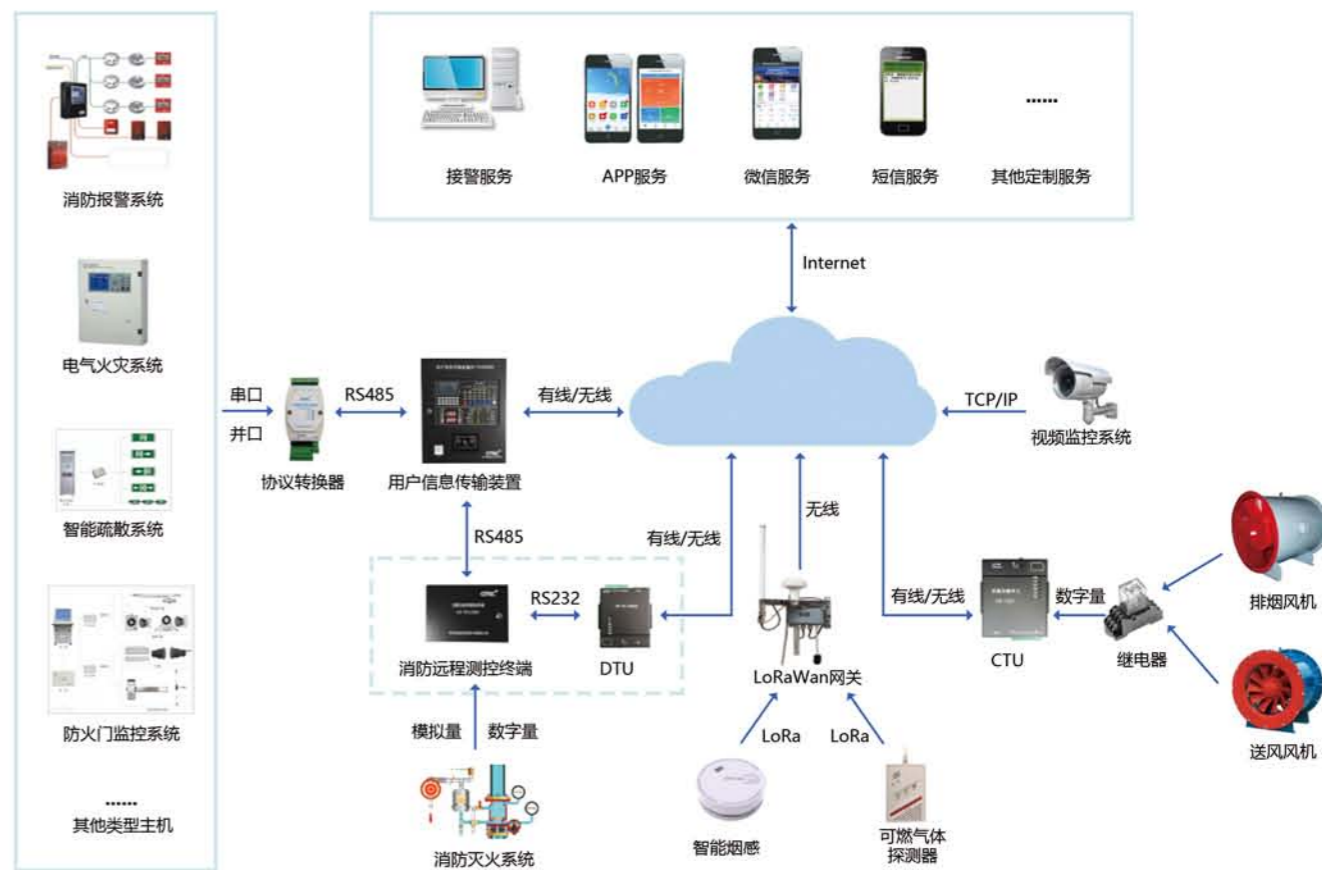 消防报警系统
电气火灾系统
智能疏散系统
防火门监控系统
......
其他类型主机
接警服务
APP服务
微信服务
短信服务
......
其他定制服务
Internet
串口
并口
协议转换器
RS485
用户信息传输装置
有线/无线
TCP/IP
视频监控系统
RS485
消防远程测控终端
RS232
DTU
有线/无线
模拟量
数字量
消防灭火系统
无线
LoRaWan网关
LoRa
LoRa
智能烟感
可燃气体
探测器
有线/无线
CTU
数字量
继电器
排烟风机
送风风机